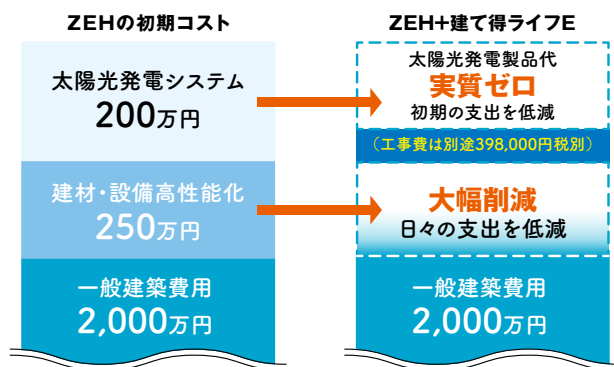 ZEHの初期コスト
太陽光発電システム
200万円
建材・設備高性能化
250万円
一般建築費用
2,000万円
ZEH+建て得ライフE
太陽光発電製品代
実質ゼロ
初期の支出を低減
（工事費は別途398,000円税別）
大幅削減
日々の支出を低減
一般建築費用
2,000万円